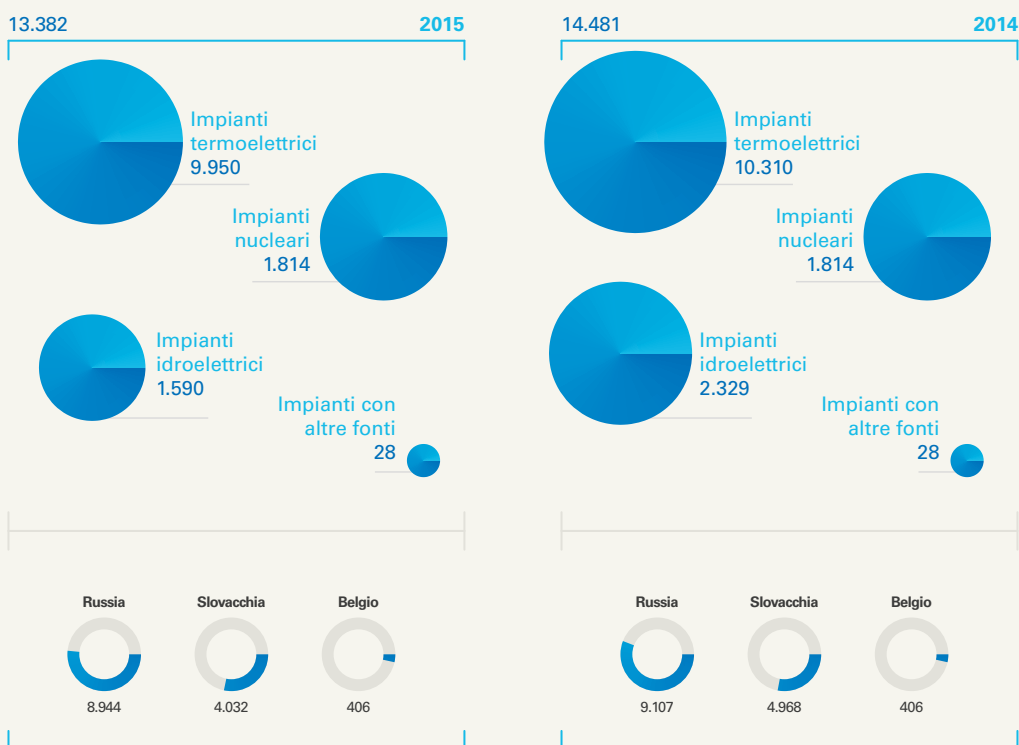 13.382 2015
Impianti
termoelettrici
9.950
Impianti
nucleari
1.814
Impianti
idroelettrici
1.590
Impianti con
altre fonti
28
Russia Slovacchia Belgio
8.944 4.032 406
14.481 2014
Impianti
termoelettrici
10.310
Impianti
nucleari
1.814
Impianti
idroelettrici
2.329
Impianti con
altre fonti
28
Russia Slovacchia Belgio
9.107 4.968 406